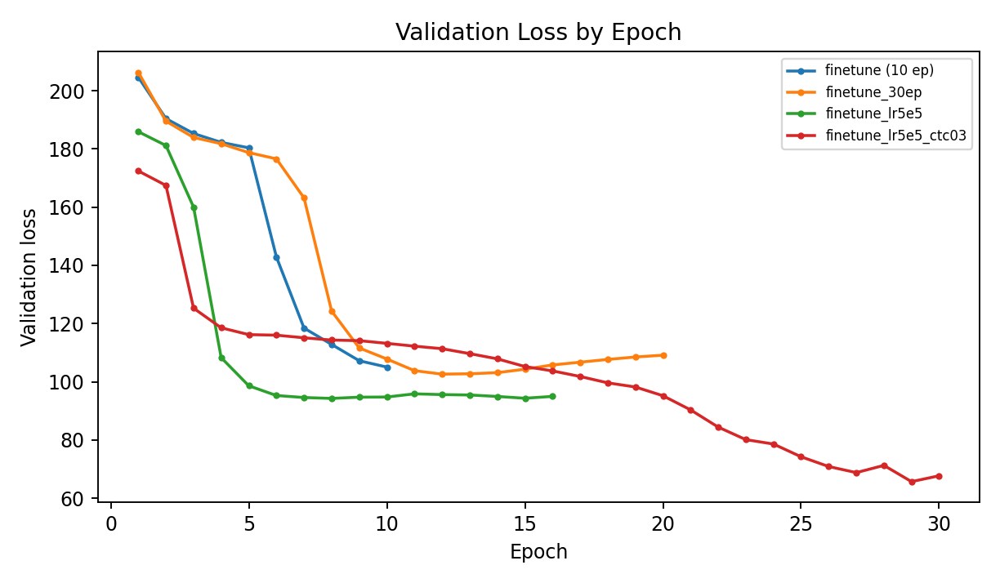 Validation Loss by Epoch
finetune (10 ep)
finetune_30ep
finetune_lr5e5
finetune_lr5e5_ctc03
Validation loss
200
180
160
140
120
100
80
60
0 5 10 15 20 25 30
Epoch